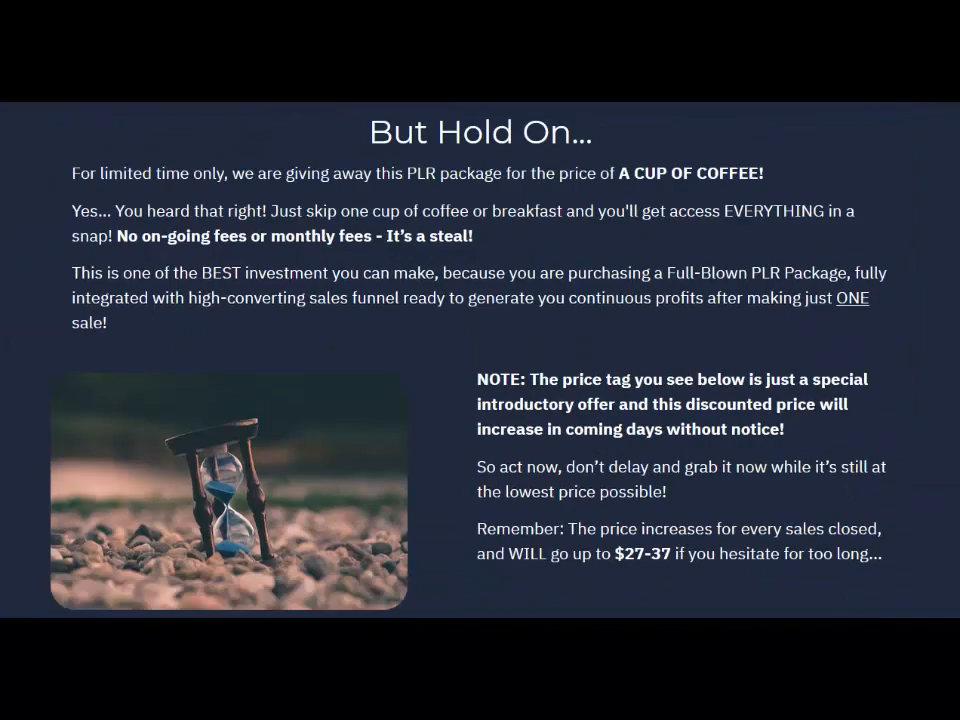 But Hold On...
For limited time only, we are giving away this PLR package for the price of A CUP OF COFFEE!
Yes... You heard that right! Just skip one cup of coffee or breakfast and you'll get access EVERYTHING in a
snap! No on-going fees or monthly fees - It's a steal!
This is one of the BEST investment you can make, because you are purchasing a Full-Blown PLR Package, fully
integrated with high-converting sales funnel ready to generate you continuous profits after making just ONE
sale!
NOTE: The price tag you see below is just a special
introductory offer and this discounted price will
increase in coming days without notice!
So act now, don't delay and grab it now while it's still at
the lowest price possible!
Remember: The price increases for every sales closed,
and WILL go up to $27-37 if you hesitate for too long...